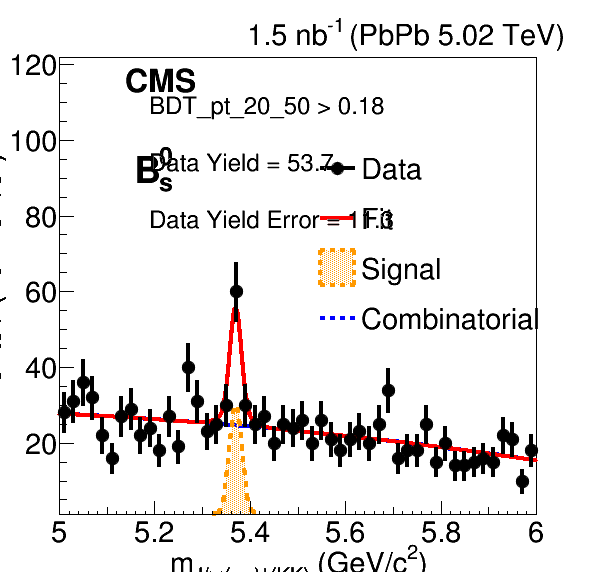 1.5 nb-1 (PbPb 5.02 TeV)
120
CMS
BDT_pt_20_50 > 0.18
100
B0s
Data Yield = 53.7
Data
80
Data Yield Error = 11.3
Fit
Signal
60
Combinatorial
40
20
5 5.2 5.4 5.6 5.8 6
m (GeV/c2)